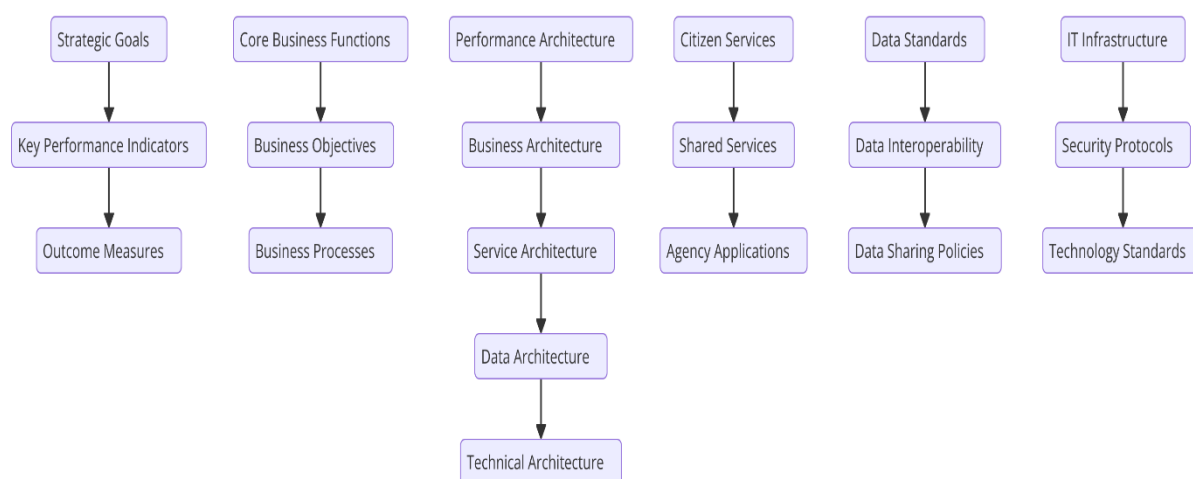 Strategic Goals
Core Business Functions
Performance Architecture
Citizen Services
Data Standards
IT Infrastructure
Key Performance Indicators
Business Objectives
Business Architecture
Shared Services
Data Interoperability
Security Protocols
Outcome Measures
Business Processes
Service Architecture
Agency Applications
Data Sharing Policies
Technology Standards
Data Architecture
Technical Architecture